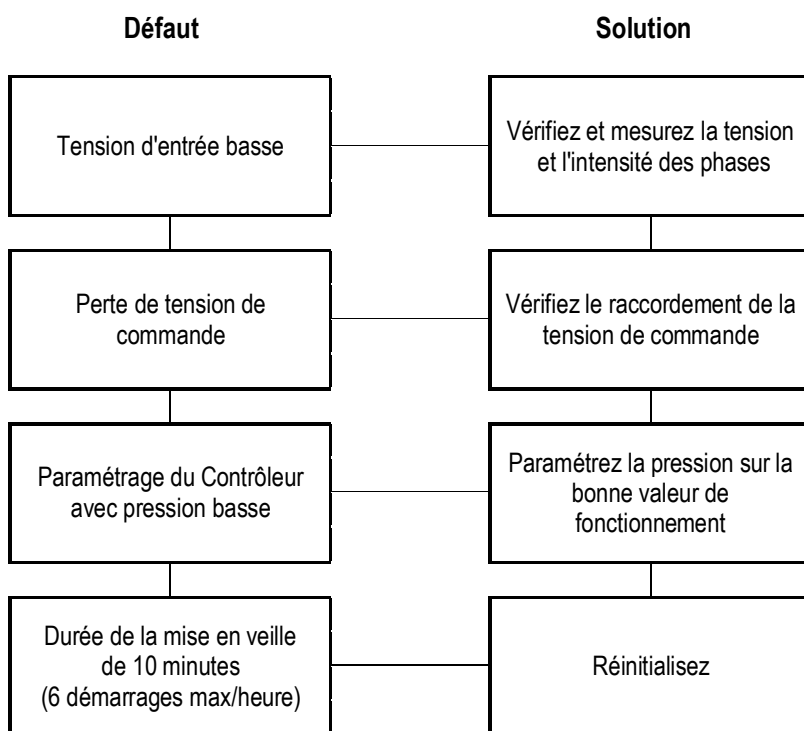 Défaut
Solution
Tension d'entrée basse
Vérifiez et mesurez la tension
et l'intensité des phases
Perte de tension de
commande
Vérifiez le raccordement de la
tension de commande
Paramétrage du Contrôleur
avec pression basse
Paramétrez la pression sur la
bonne valeur de
fonctionnement
Durée de la mise en veille
de 10 minutes
(6 démarrages max/heure)
Réinitialisez